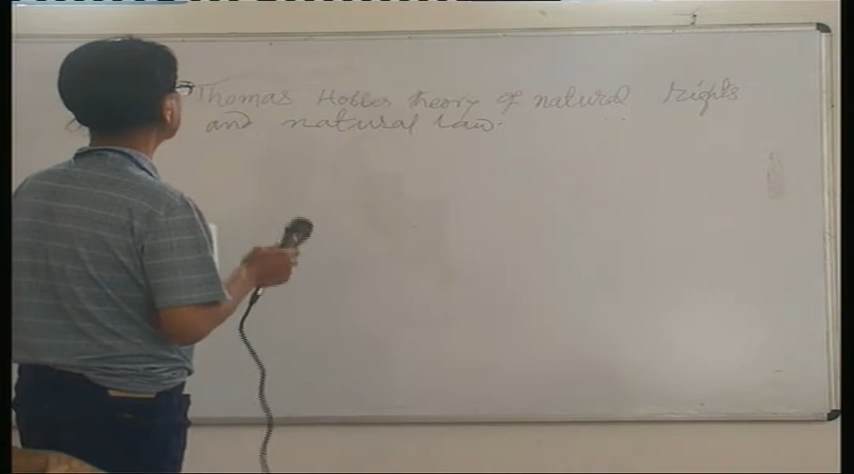 Thomas Hobbes theory of natural rights
and natural law.